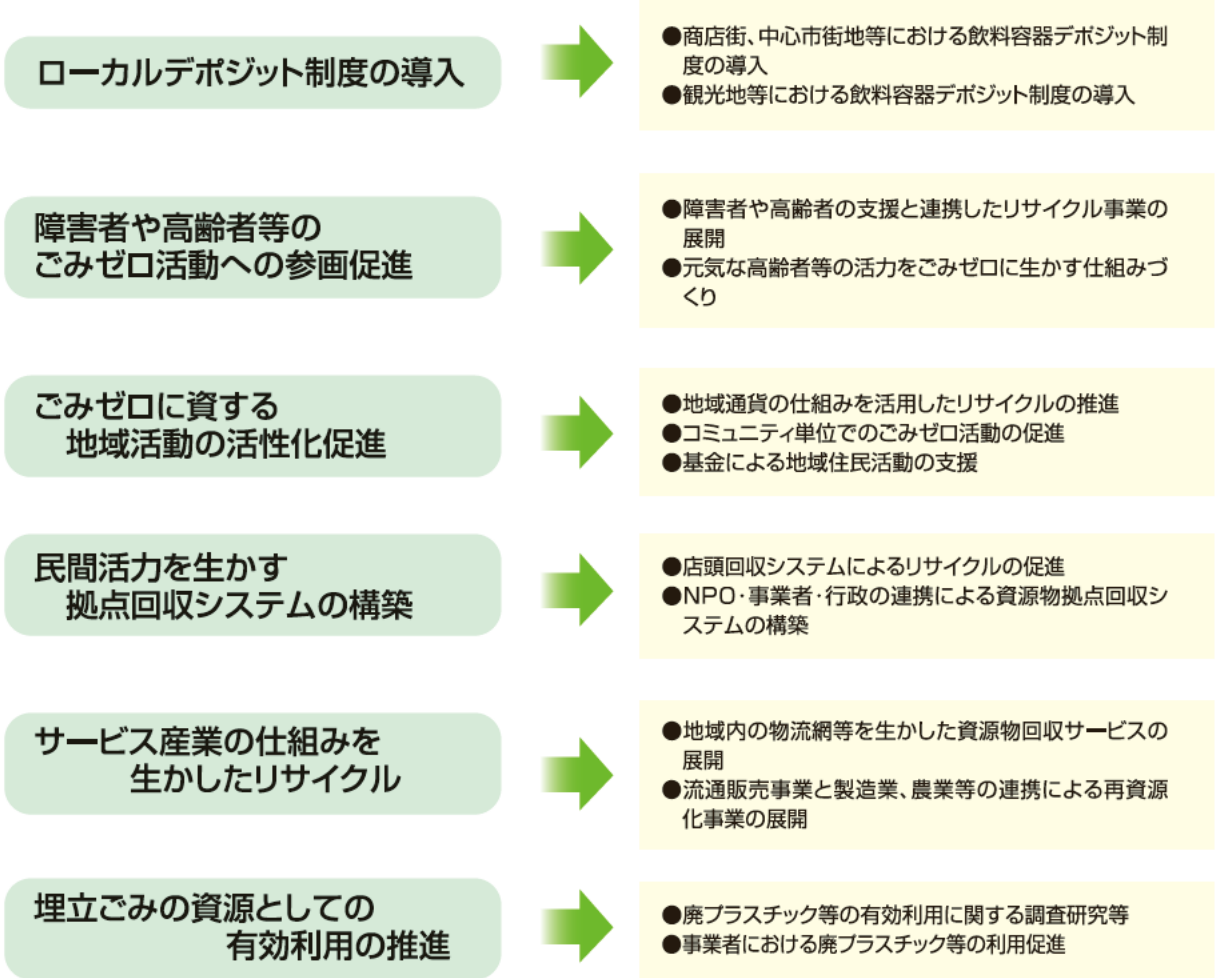 ローカルデポジット制度の導入
●商店街、中心市街地等における飲料容器デポジット制
度の導入
●観光地等における飲料容器デポジット制度の導入
障害者や高齢者等の
ごみゼロ活動への参画促進
●障害者や高齢者の支援と連携したリサイクル事業の
展開
●元気な高齢者等の活力をごみゼロに生かす仕組みづ
くり
ごみゼロに資する
地域活動の活性化促進
●地域通貨の仕組みを活用したリサイクルの推進
●コミュニティ単位でのごみゼロ活動の促進
●基金による地域住民活動の支援
民間活力を生かす
拠点回収システムの構築
●店頭回収システムによるリサイクルの促進
●NPO・事業者・行政の連携による資源物拠点回収シ
ステムの構築
サービス産業の仕組みを
生かしたリサイクル
●地域内の物流網等を生かした資源物回収サービスの
展開
●流通販売事業と製造業、農業等の連携による再資源
化事業の展開
埋立ごみの資源としての
有効利用の推進
●廃プラスチック等の有効利用に関する調査研究等
●事業者における廃プラスチック等の利用促進